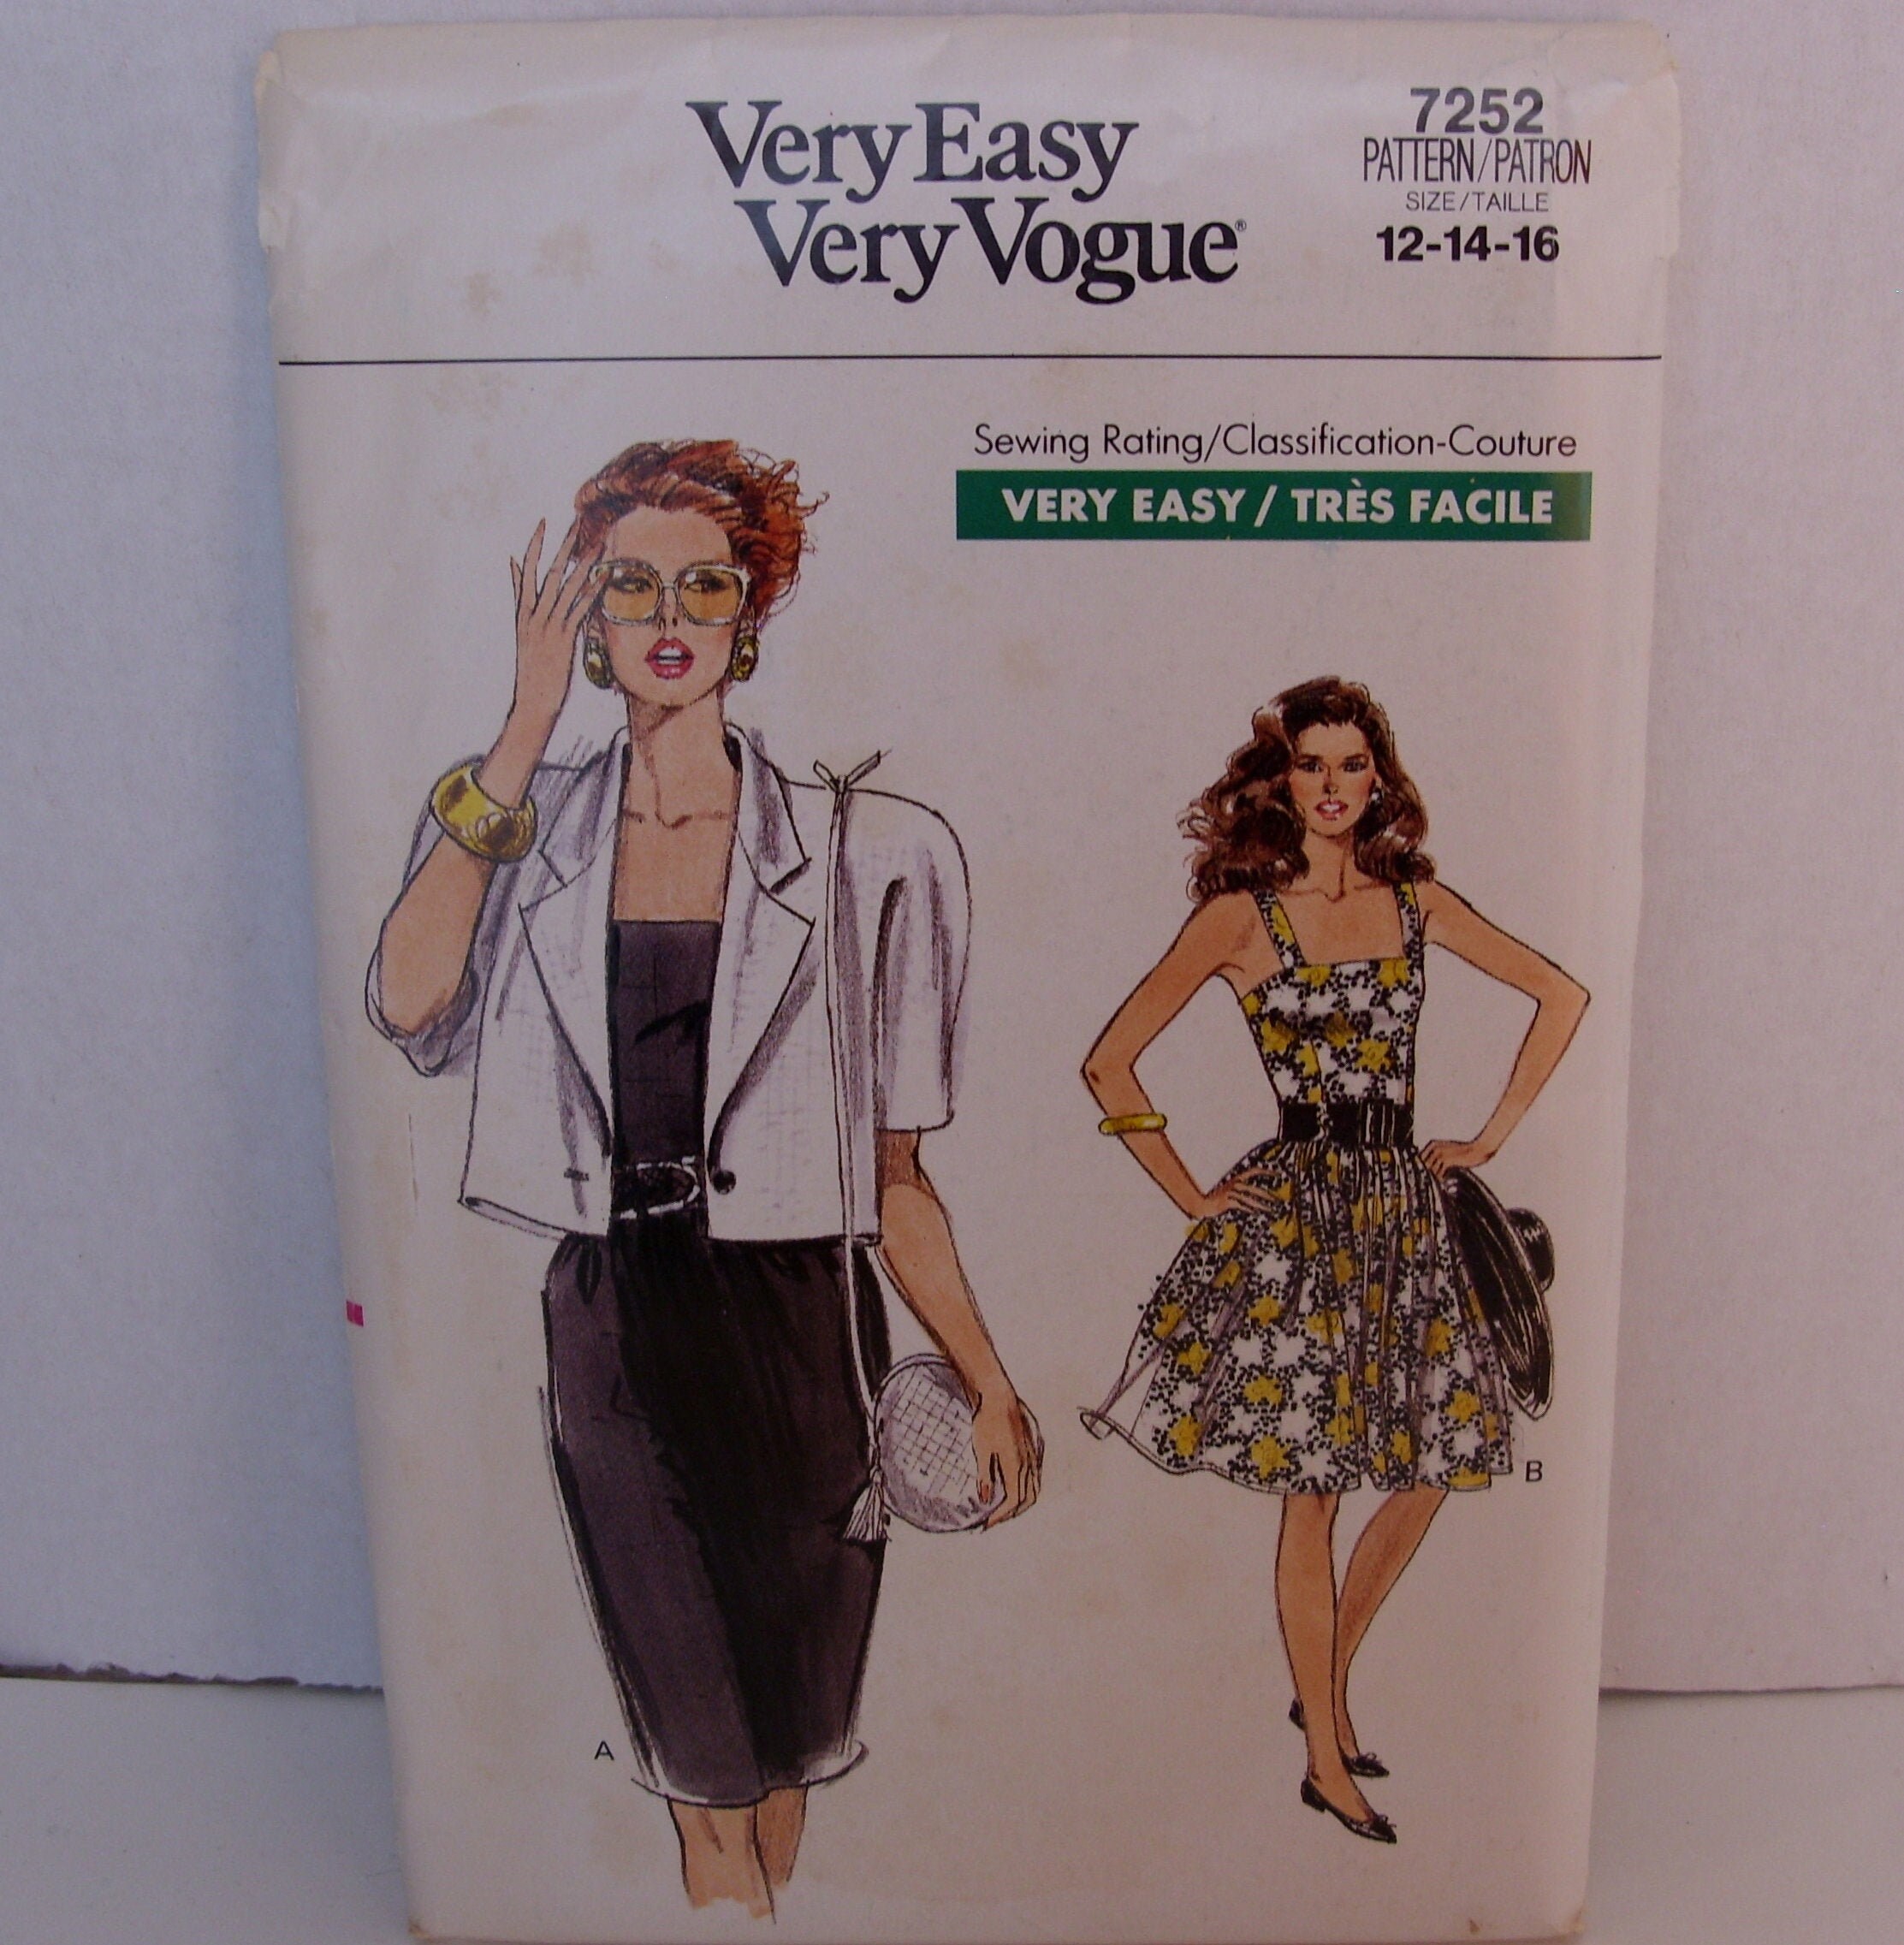 Very Easy
Very Vogue®
7252
PATTERN/PATRON
SIZE/TAILLE
12-14-16
Sewing Rating/Classification-Couture
VERY EASY / TRÈS FACILE
A
B